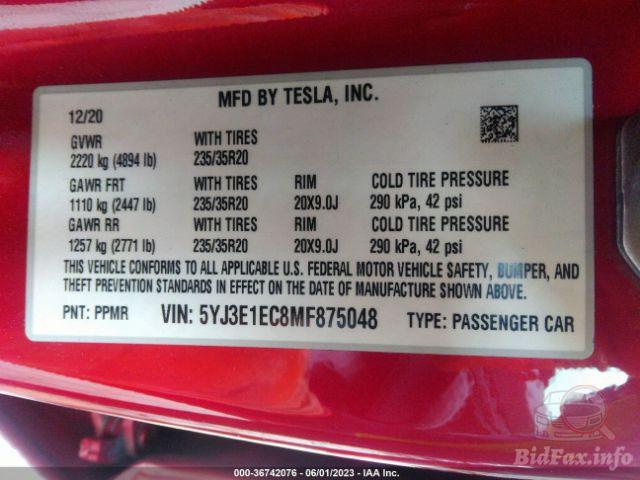 MFD BY TESLA, INC.
12/20
GVWR WITH TIRES
2220 kg (4894 lb) 235/35R20
GAWR FRT WITH TIRES RIM COLD TIRE PRESSURE
1110 kg (2447 lb) 235/35R20 20X9.0J 290 kPa, 42 psi
GAWR RR WITH TIRES RIM COLD TIRE PRESSURE
1257 kg (2771 lb) 235/35R20 20X9.0J 290 kPa, 42 psi
THIS VEHICLE CONFORMS TO ALL APPLICABLE U.S. FEDERAL MOTOR VEHICLE SAFETY, BUMPER, AND
THEFT PREVENTION STANDARDS IN EFFECT ON THE DATE OF MANUFACTURE SHOWN ABOVE.
PNT: PPMR VIN: 5YJ3E1EC8MF875048 TYPE: PASSENGER CAR
BidFax.info
000-36742076 - 06/01/2023 - IAA Inc.